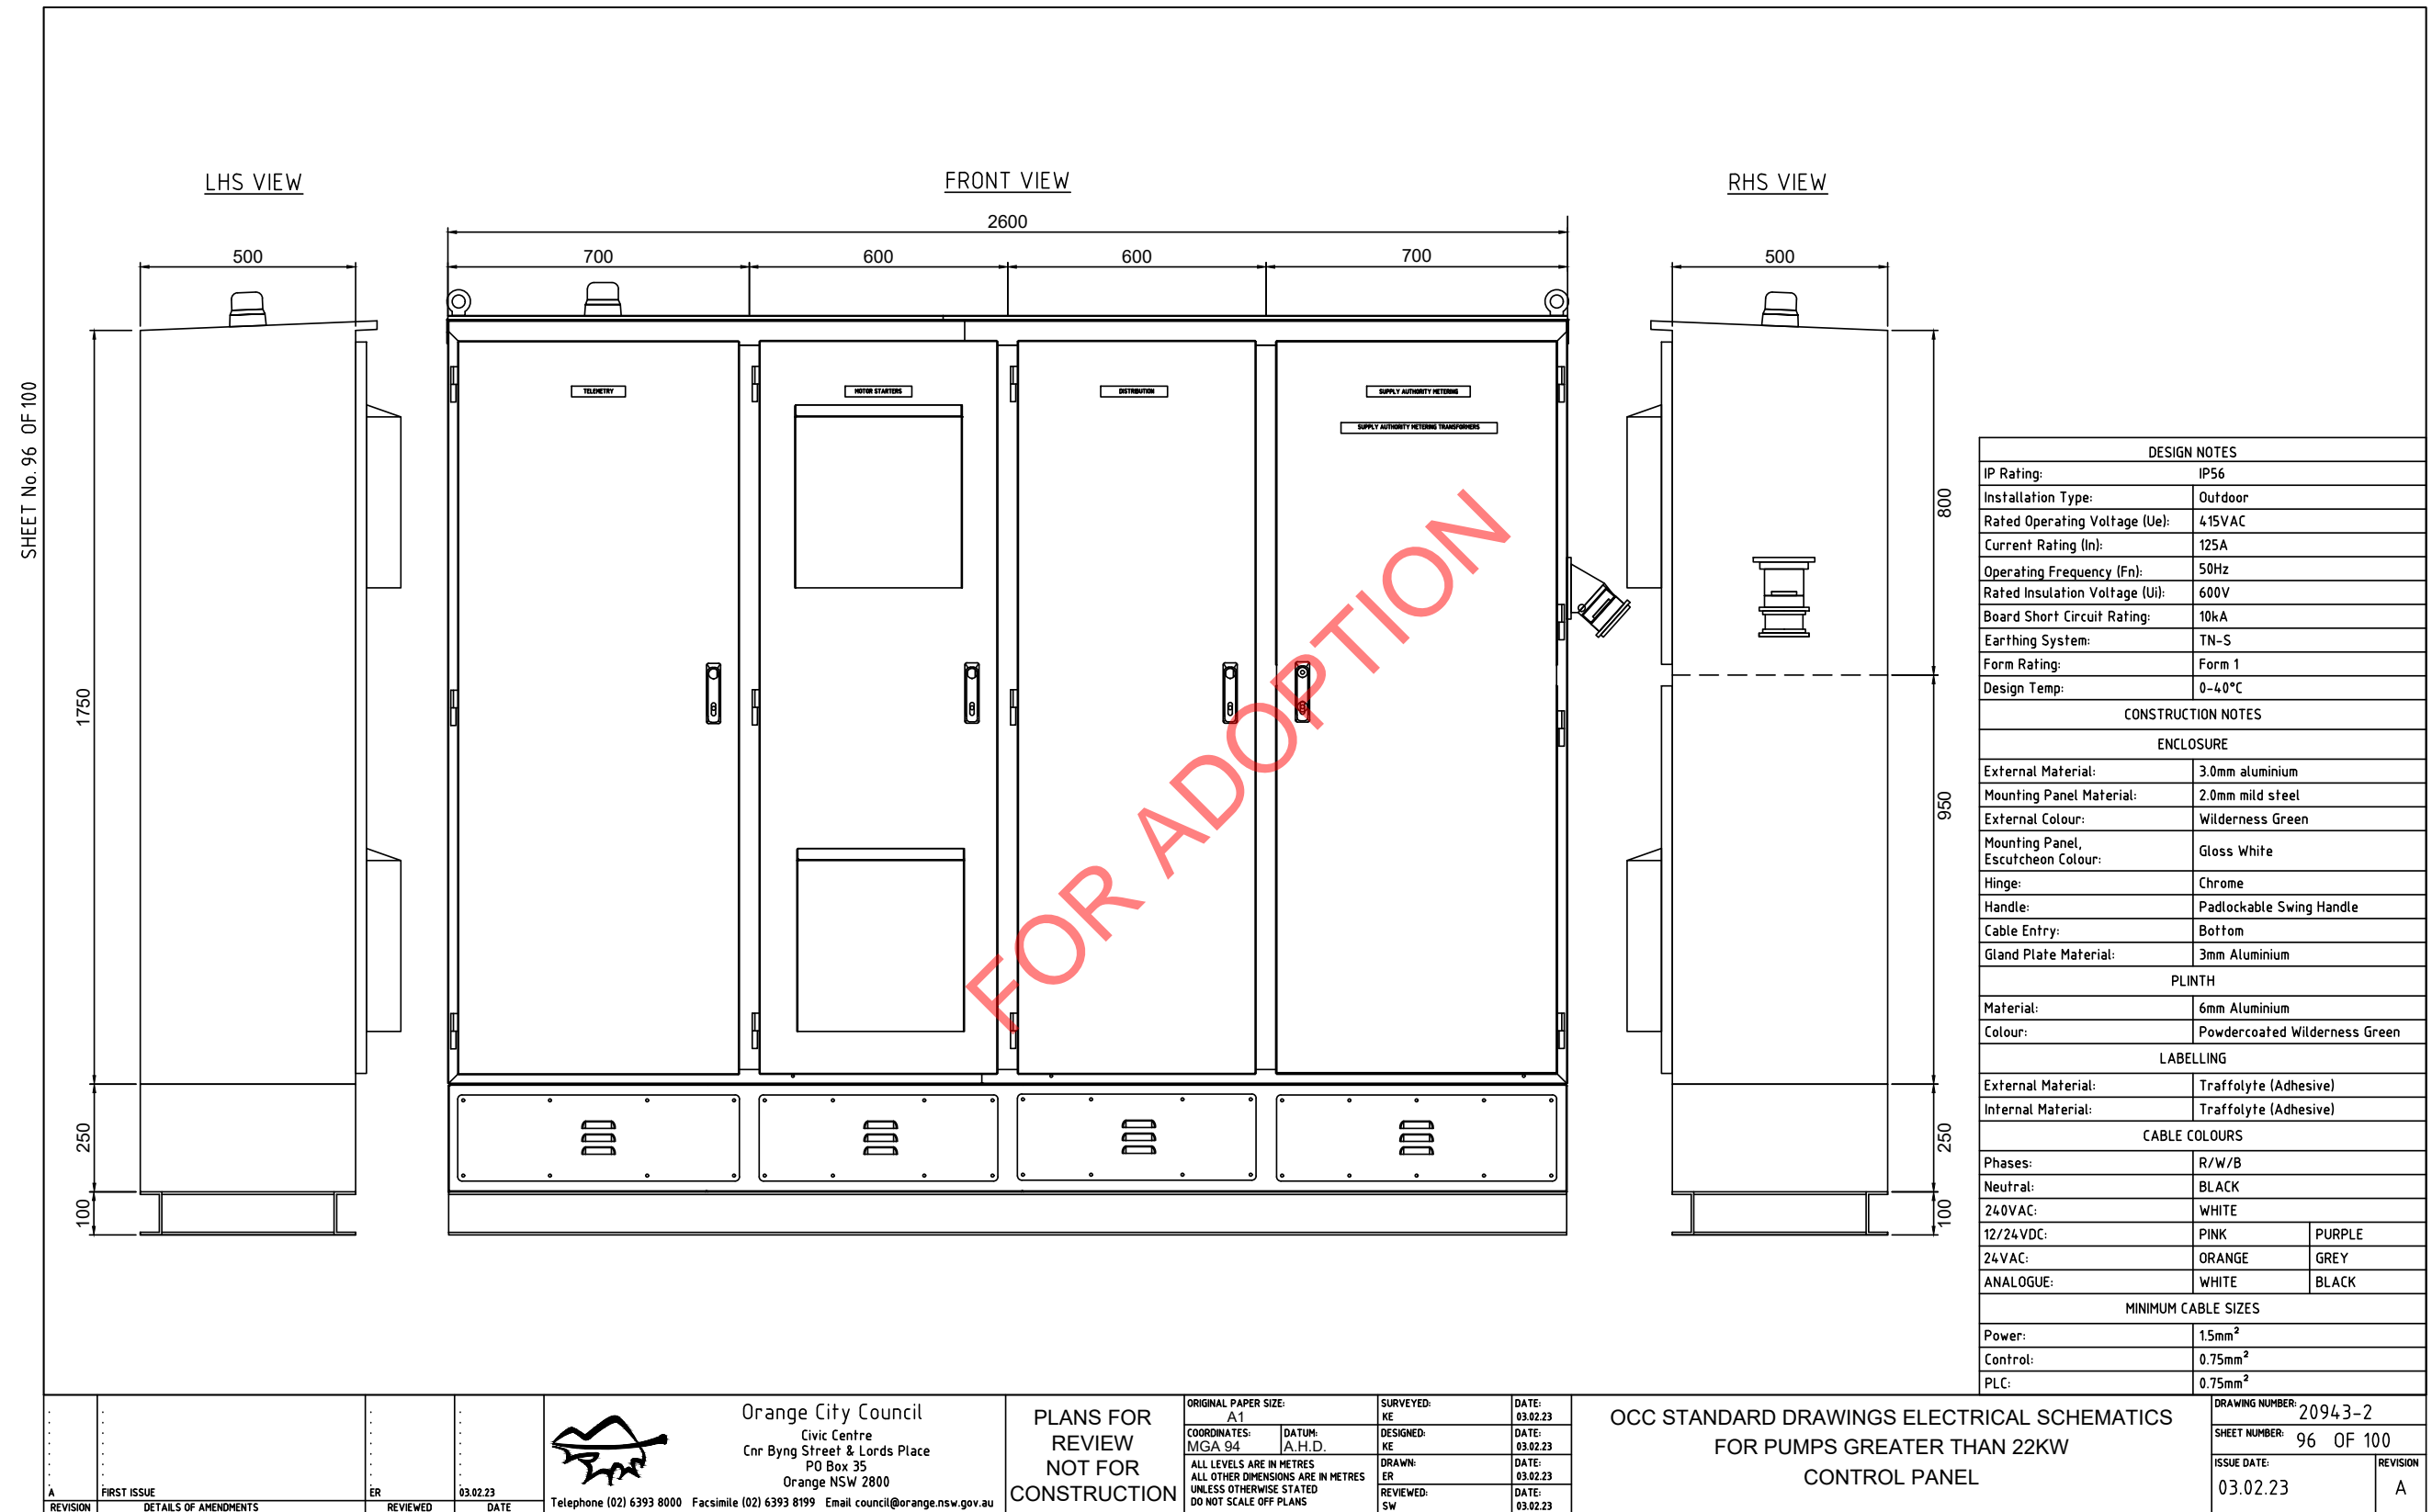 SHEET No. 96 OF 100
LHS VIEW
FRONT VIEW
RHS VIEW
2600
500
700
600
600
700
500
TELEMETRY
MOTOR STARTERS
DISTRIBUTION
SUPPLY AUTHORITY METERING
SUPPLY AUTHORITY METERING TRANSFORMERS
1750
250
100
800
950
250
100
FOR ADOPTION
DESIGN NOTES
IP Rating: IP56
Installation Type: Outdoor
Rated Operating Voltage (Ue): 415VAC
Current Rating (In): 125A
Operating Frequency (Fn): 50Hz
Rated Insulation Voltage (Ui): 600V
Board Short Circuit Rating: 10kA
Earthing System: TN-S
Form Rating: Form 1
Design Temp: 0-40°C
CONSTRUCTION NOTES
ENCLOSURE
External Material: 3.0mm aluminium
Mounting Panel Material: 2.0mm mild steel
External Colour: Wilderness Green
Mounting Panel,
Escutcheon Colour: Gloss White
Hinge: Chrome
Handle: Padlockable Swing Handle
Cable Entry: Bottom
Gland Plate Material: 3mm Aluminium
PLINTH
Material: 6mm Aluminium
Colour: Powdercoated Wilderness Green
LABELLING
External Material: Traffolyte (Adhesive)
Internal Material: Traffolyte (Adhesive)
CABLE COLOURS
Phases: R/W/B
Neutral: BLACK
240VAC: WHITE
12/24VDC: PINK PURPLE
24VAC: ORANGE GREY
ANALOGUE: WHITE BLACK
MINIMUM CABLE SIZES
Power: 1.5mm²
Control: 0.75mm²
PLC: 0.75mm²
A FIRST ISSUE ER 03.02.23
REVISION DETAILS OF AMENDMENTS REVIEWED DATE
Orange City Council
Civic Centre
Cnr Byng Street & Lords Place
PO Box 35
Orange NSW 2800
Telephone (02) 6393 8000 Facsimile (02) 6393 8199 Email council@orange.nsw.gov.au
PLANS FOR
REVIEW
NOT FOR
CONSTRUCTION
ORIGINAL PAPER SIZE:
A1
COORDINATES: DATUM:
MGA 94 A.H.D.
ALL LEVELS ARE IN METRES
ALL OTHER DIMENSIONS ARE IN METRES
UNLESS OTHERWISE STATED
DO NOT SCALE OFF PLANS
SURVEYED: DATE:
KE 03.02.23
DESIGNED: DATE:
KE 03.02.23
DRAWN: DATE:
ER 03.02.23
REVIEWED: DATE:
SW 03.02.23
OCC STANDARD DRAWINGS ELECTRICAL SCHEMATICS
FOR PUMPS GREATER THAN 22KW
CONTROL PANEL
DRAWING NUMBER: 20943-2
SHEET NUMBER: 96 OF 100
ISSUE DATE: REVISION
03.02.23 A